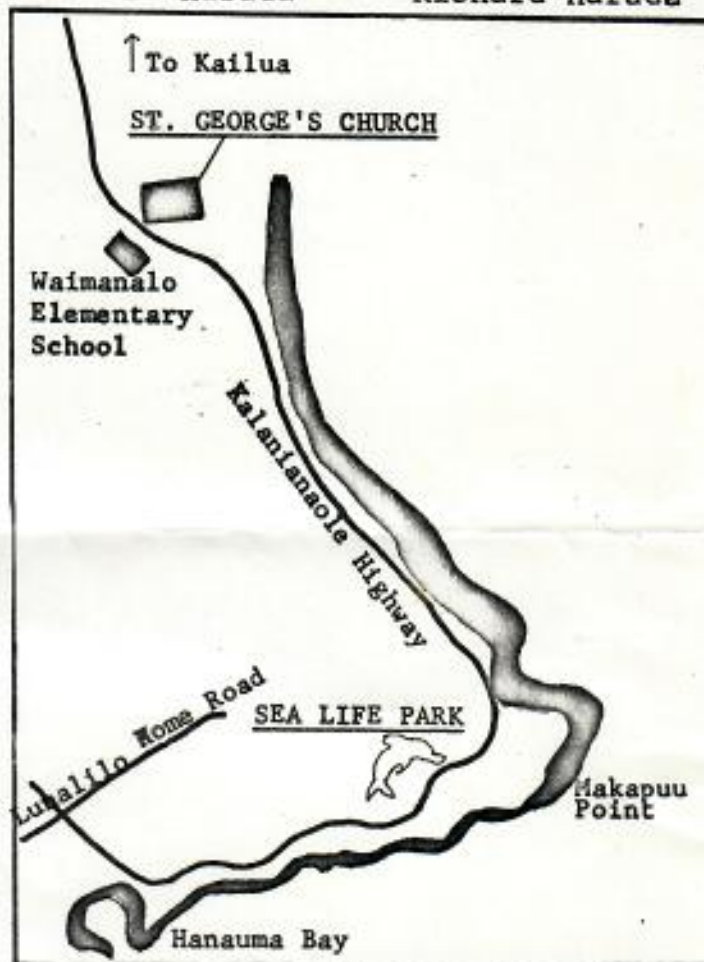 Richard
To Kailua
ST. GEORGE'S CHURCH
Waimanalo
Elementary
School
Kalanianaole Highway
Lunalilo Home Road
SEA LIFE PARK
Makapuu
Point
Hanauma Bay